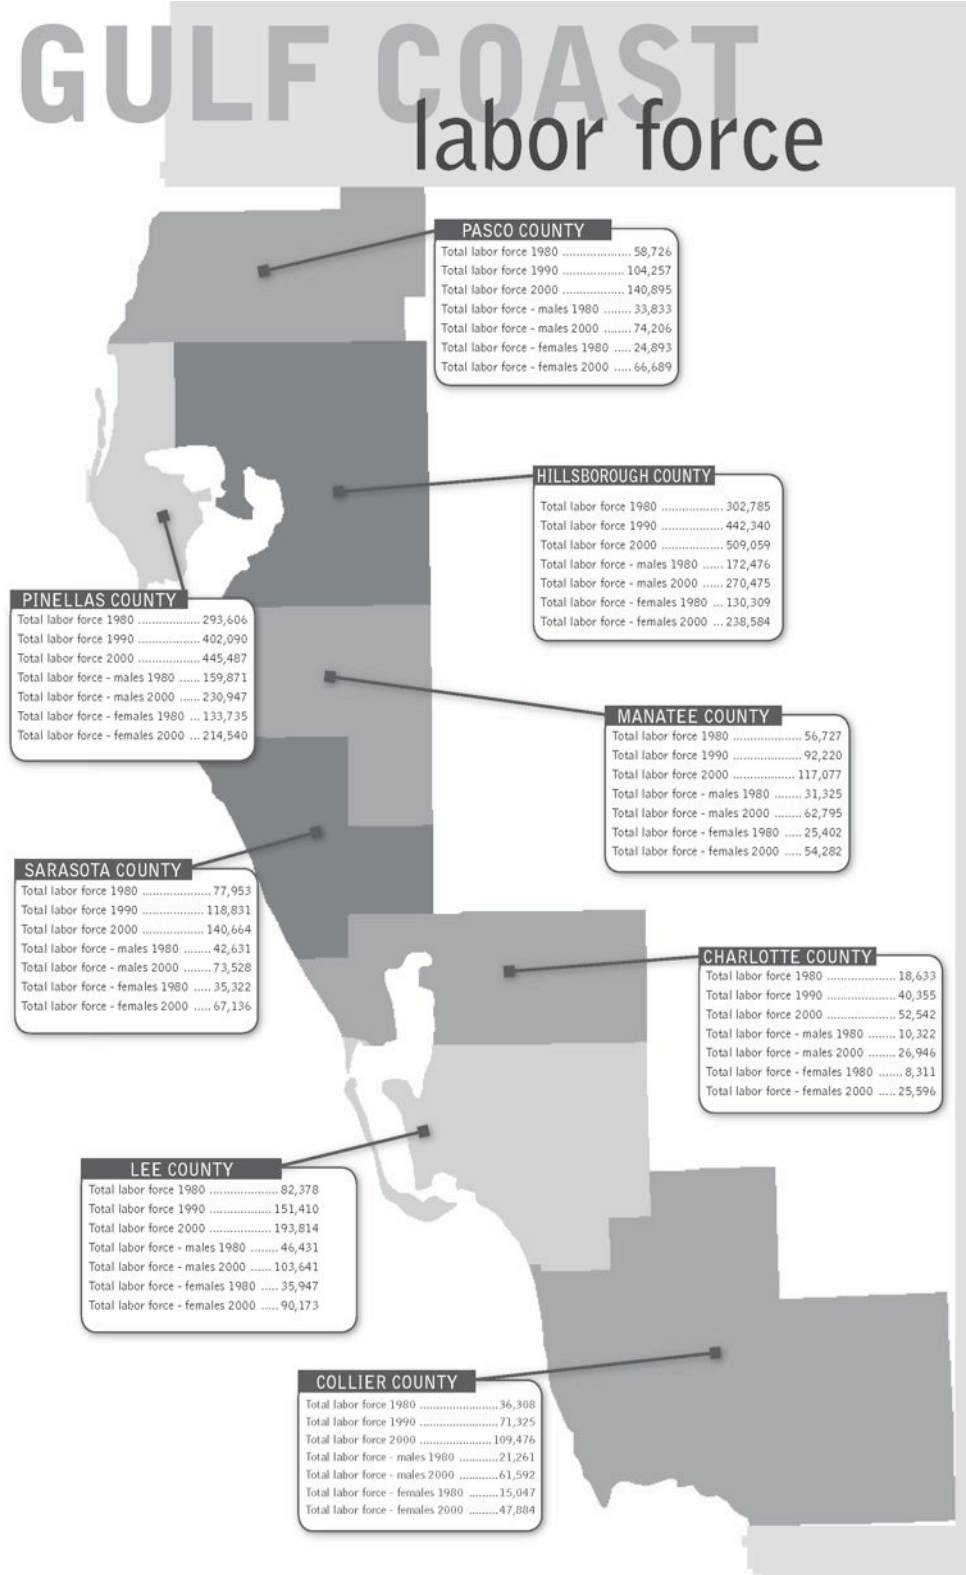 GULF COAST
labor force
PASCO COUNTY
Total labor force 1980 ..................... 58,726
Total labor force 1990 ................... 104,257
Total labor force 2000 ................... 140,895
Total labor force - males 1980 ........ 33,833
Total labor force - males 2000 ........ 74,206
Total labor force - females 1980 ..... 24,893
Total labor force - females 2000 ..... 66,689
HILLSBOROUGH COUNTY
Total labor force 1980 ................... 302,785
Total labor force 1990 ................... 442,340
Total labor force 2000 ................... 509,059
Total labor force - males 1980 ...... 172,476
Total labor force - males 2000 ...... 270,475
Total labor force - females 1980 ... 130,309
Total labor force - females 2000 ... 238,584
PINELLAS COUNTY
Total labor force 1980 ................... 293,606
Total labor force 1990 ................... 402,090
Total labor force 2000 ................... 445,487
Total labor force - males 1980 ...... 159,871
Total labor force - males 2000 ...... 230,947
Total labor force - females 1980 ... 133,735
Total labor force - females 2000 ... 214,540
MANATEE COUNTY
Total labor force 1980 ..................... 56,727
Total labor force 1990 ..................... 92,220
Total labor force 2000 ................... 117,077
Total labor force - males 1980 ........ 31,325
Total labor force - males 2000 ........ 62,795
Total labor force - females 1980 ..... 25,402
Total labor force - females 2000 ..... 54,282
SARASOTA COUNTY
Total labor force 1980 ..................... 77,953
Total labor force 1990 ................... 118,831
Total labor force 2000 ................... 140,664
Total labor force - males 1980 ........ 42,631
Total labor force - males 2000 ........ 73,528
Total labor force - females 1980 ..... 35,322
Total labor force - females 2000 ..... 67,136
CHARLOTTE COUNTY
Total labor force 1980 ..................... 18,633
Total labor force 1990 ..................... 40,355
Total labor force 2000 ..................... 52,542
Total labor force - males 1980 ........ 10,322
Total labor force - males 2000 ........ 26,946
Total labor force - females 1980 ....... 8,311
Total labor force - females 2000 ..... 25,596
LEE COUNTY
Total labor force 1980 ..................... 82,378
Total labor force 1990 ................... 151,410
Total labor force 2000 ................... 193,814
Total labor force - males 1980 ........ 46,431
Total labor force - males 2000 ...... 103,641
Total labor force - females 1980 ..... 35,947
Total labor force - females 2000 ..... 90,173
COLLIER COUNTY
Total labor force 1980 ........................36,308
Total labor force 1990 ........................71,325
Total labor force 2000 ......................109,476
Total labor force - males 1980 ............21,261
Total labor force - males 2000 ............61,592
Total labor force - females 1980 .........15,047
Total labor force - females 2000 .........47,884